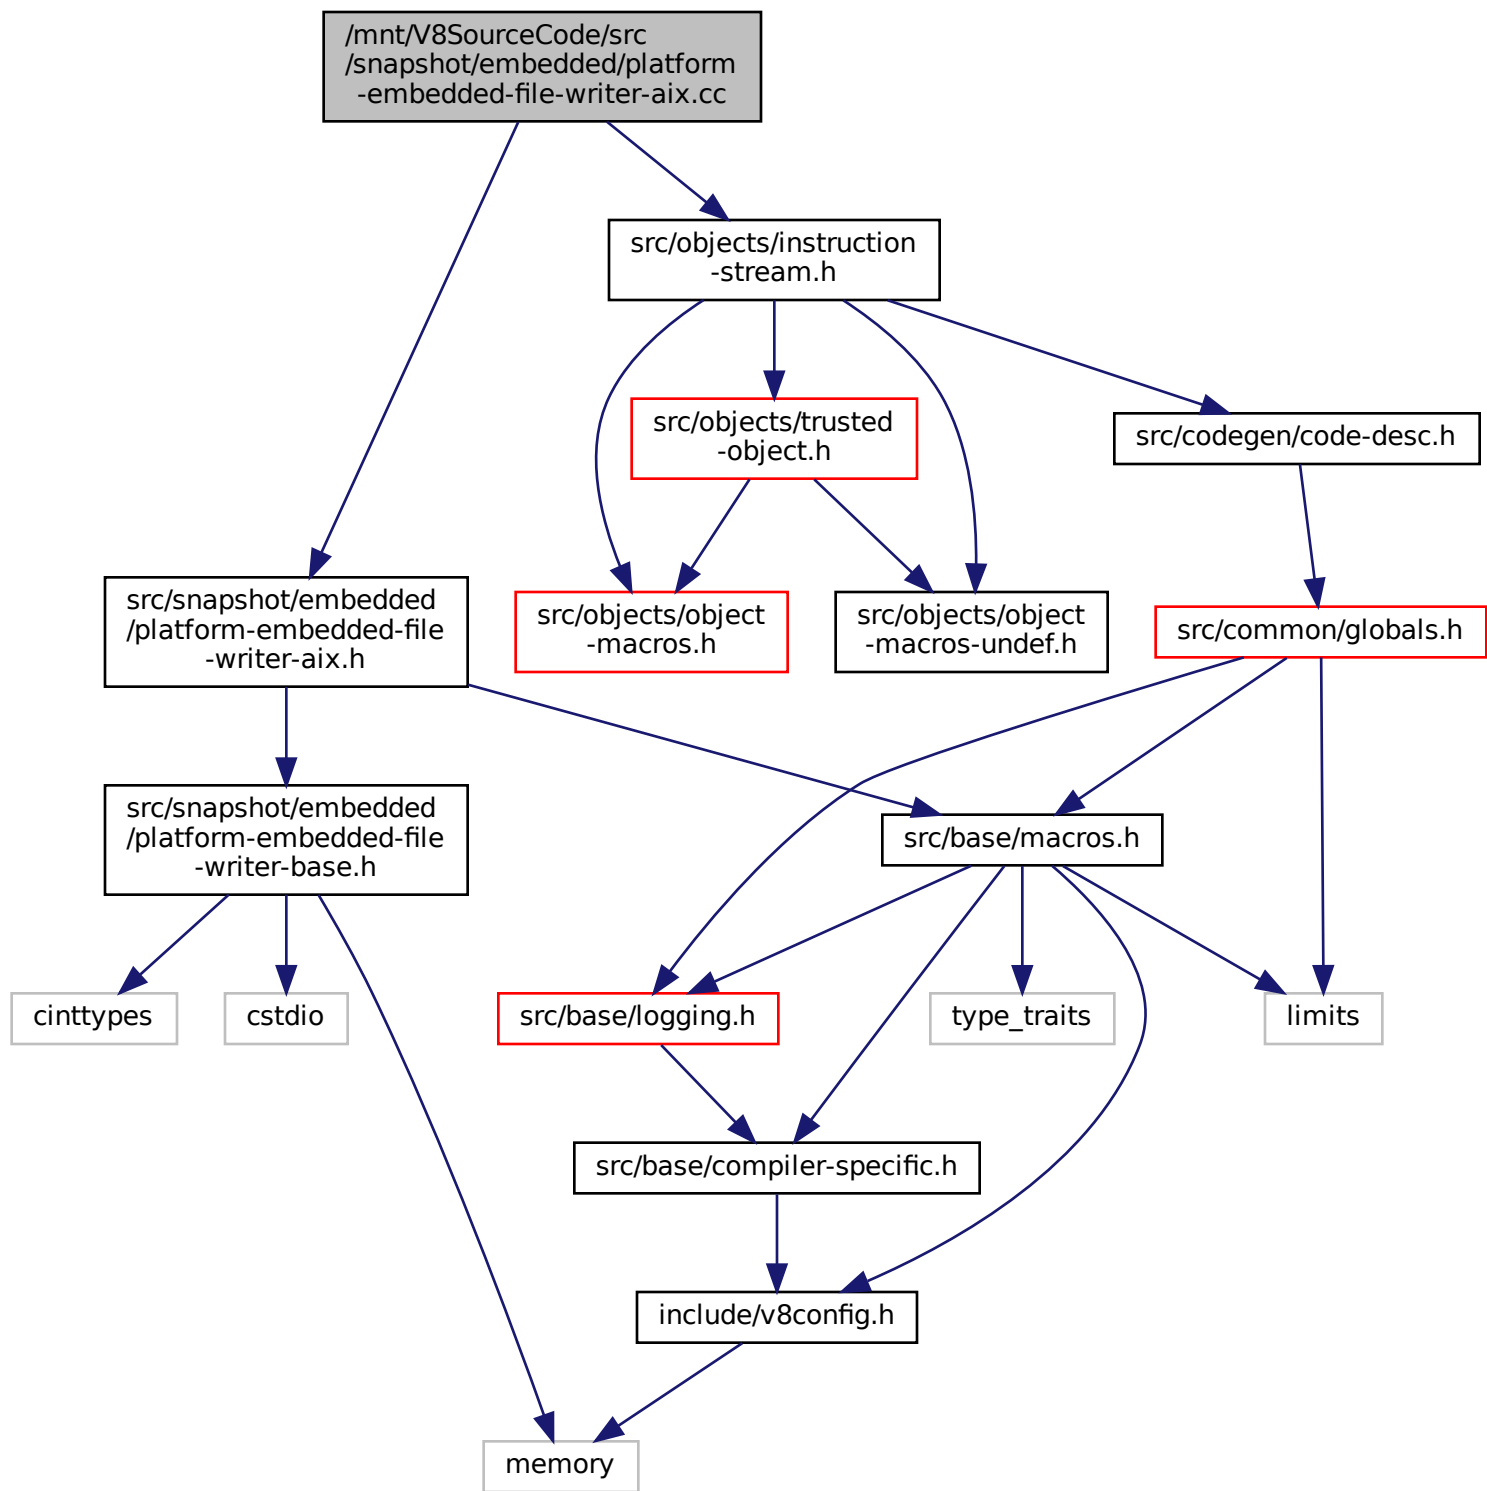 /mnt/V8SourceCode/src
/snapshot/embedded/platform
-embedded-file-writer-aix.cc
src/objects/instruction
-stream.h
src/objects/trusted
-object.h
src/codegen/code-desc.h
src/snapshot/embedded
/platform-embedded-file
-writer-aix.h
src/objects/object
-macros.h
src/objects/object
-macros-undef.h
src/common/globals.h
src/snapshot/embedded
/platform-embedded-file
-writer-base.h
src/base/macros.h
cinttypes
cstdio
src/base/logging.h
type_traits
limits
src/base/compiler-specific.h
include/v8config.h
memory